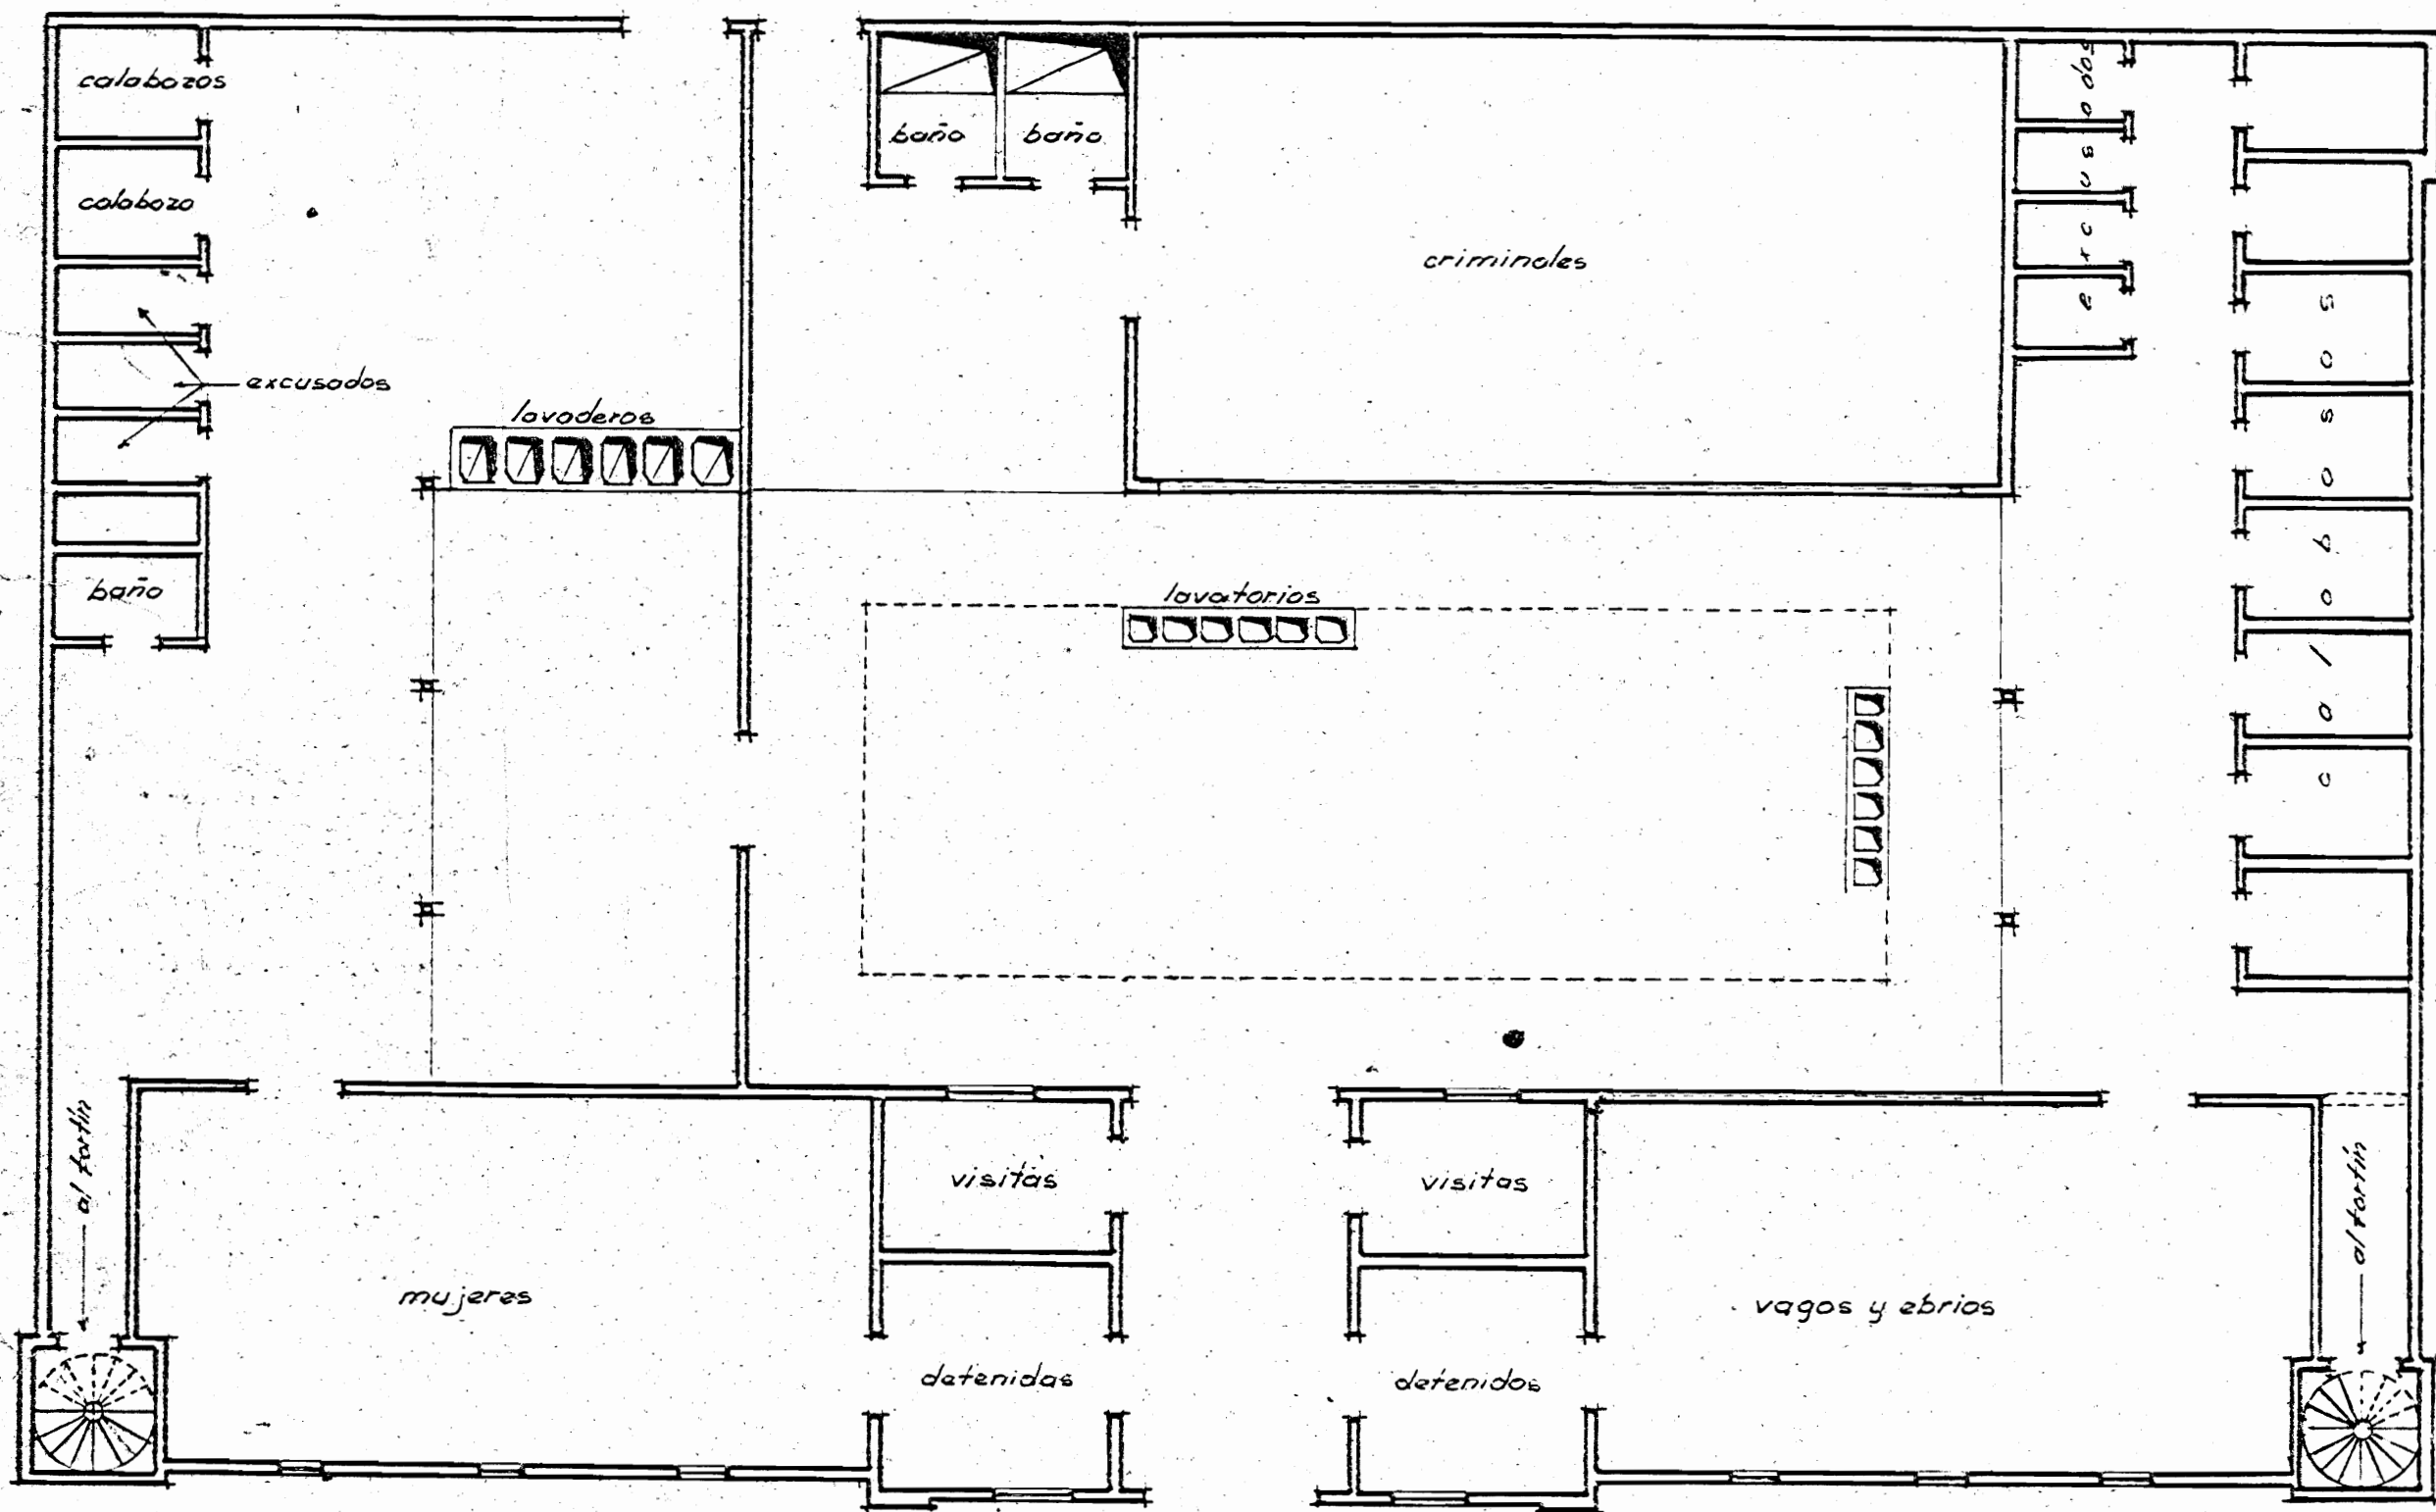 calabozos
calabozo
excusados
lavaderos
baño
baño
baño
criminales
excusados
calabozos
lavatorios
al fortín
mujeres
visitas
detenidas
visitas
detenidos
vagos y ebrios
al fortín